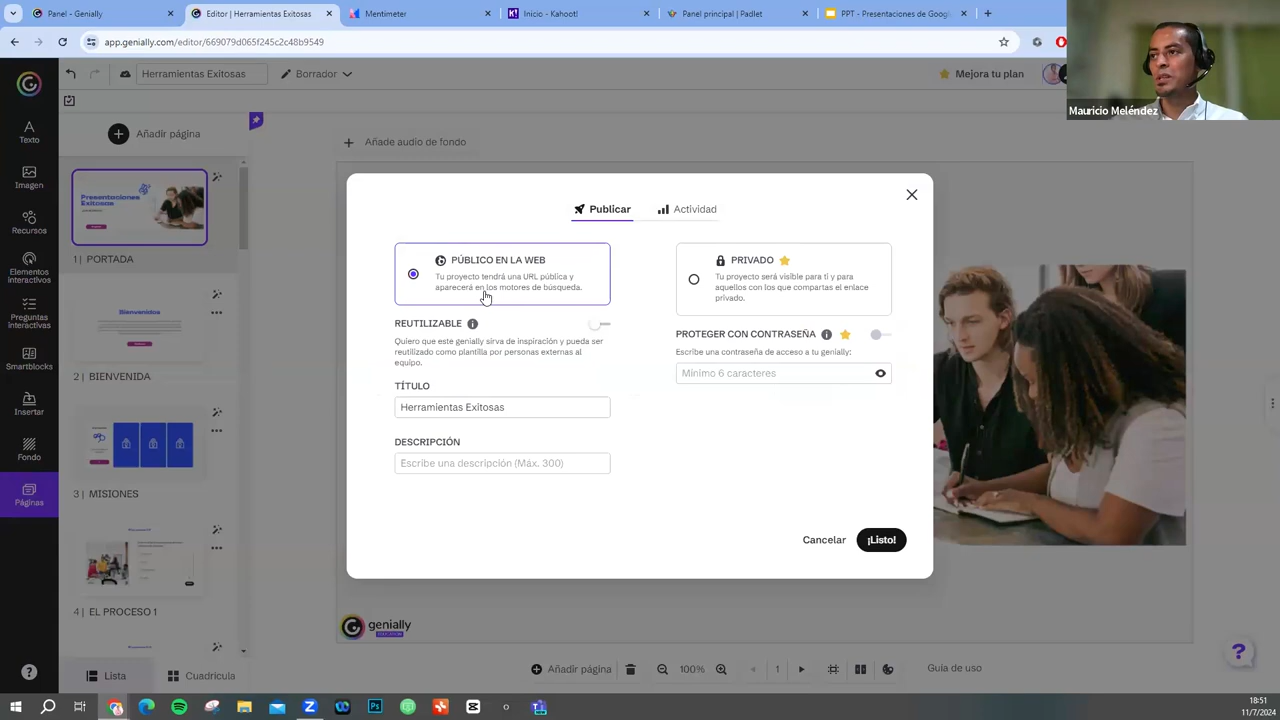 Panel - Genially
Editor | Herramientas Exitosas
Mentimeter
Inicio - Kahoot!
Panel principal | Padlet
PPT - Presentaciones de Google
app.genially.com/editor/669079d065f245c2c48b9549
Herramientas Exitosas
Borrador
Mejora tu plan
Mauricio Meléndez
Texto
Imagen
Recursos
Elementos
interactivos
Preguntas
interactivas
Smartblocks
Insertar
Fondo
Páginas
Añadir página
Presentaciones
Exitosas
1 | PORTADA
Bienvenidos
2 | BIENVENIDA
3 | MISIONES
4 | EL PROCESO 1
Lista
Cuadrícula
Añade audio de fondo
Publicar
Actividad
PÚBLICO EN LA WEB
Tu proyecto tendrá una URL pública y
aparecerá en los motores de búsqueda.
REUTILIZABLE
Quiero que este genially sirva de inspiración y pueda ser
reutilizado como plantilla por personas externas al
equipo.
TÍTULO
Herramientas Exitosas
DESCRIPCIÓN
Escribe una descripción (Máx. 300)
PRIVADO
Tu proyecto será visible para ti y para
aquellos con los que compartas el enlace
privado.
PROTEGER CON CONTRASEÑA
Escribe una contraseña de acceso a tu genially:
Mínimo 6 caracteres
Cancelar
¡Listo!
genially
EDUCATION
Añadir página
100%
1
Guía de uso
18:51
11/7/2024